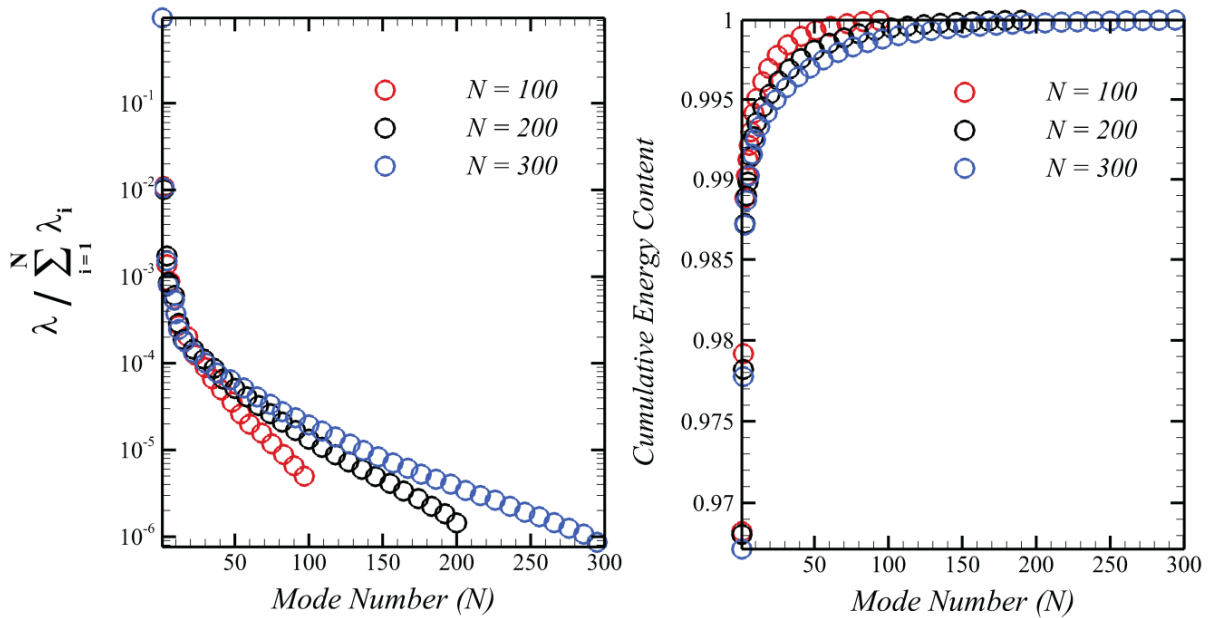 λ / ∑ λᵢ
N
i = 1
10⁻¹
10⁻²
10⁻³
10⁻⁴
10⁻⁵
10⁻⁶
N = 100
N = 200
N = 300
50 100 150 200 250 300
Mode Number (N)
Cumulative Energy Content
1
0.995
0.99
0.985
0.98
0.975
0.97
N = 100
N = 200
N = 300
50 100 150 200 250 300
Mode Number (N)